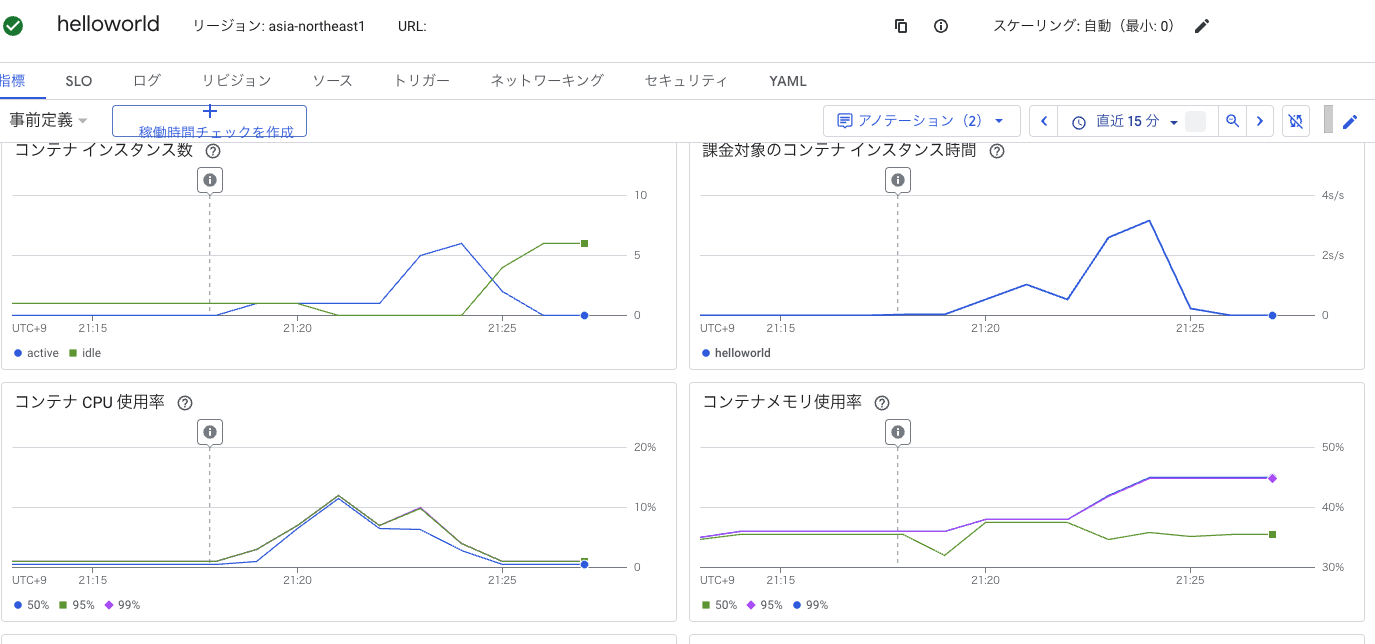 helloworld リージョン: asia-northeast1 URL: スケーリング: 自動（最小: 0）
指標 SLO ログ リビジョン ソース トリガー ネットワーキング セキュリティ YAML
事前定義 + 稼働時間チェックを作成 アノテーション（2） 直近 15 分
コンテナ インスタンス数
10
5
0
UTC+9 21:15 21:20 21:25
active idle
課金対象のコンテナ インスタンス時間
4s/s
2s/s
0
UTC+9 21:15 21:20 21:25
helloworld
コンテナ CPU 使用率
20%
10%
0
UTC+9 21:15 21:20 21:25
50% 95% 99%
コンテナメモリ使用率
50%
40%
30%
UTC+9 21:15 21:20 21:25
50% 95% 99%